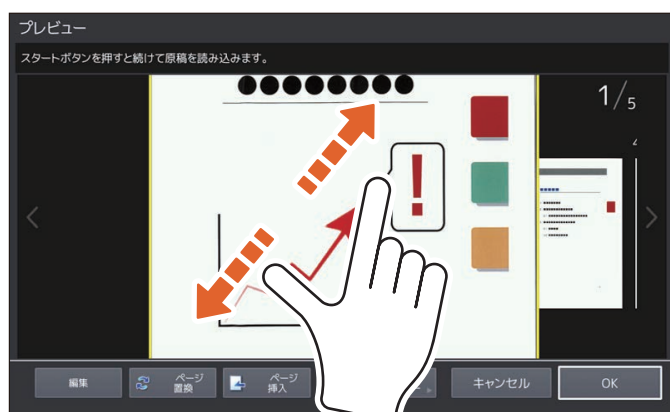 プレビュー
スタートボタンを押すと続けて原稿を読み込みます。
1/5
!
編集
ページ
置換
ページ
挿入
キャンセル
OK